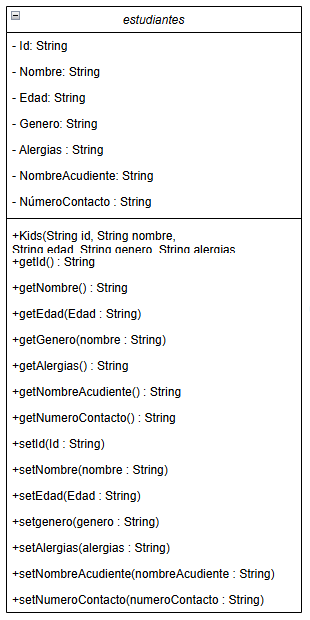 estudiantes
- Id: String
- Nombre: String
- Edad: String
- Genero: String
- Alergias : String
- NombreAcudiente: String
- NúmeroContacto : String
+Kids(String id, String nombre,
String edad, String genero, String alergias
+getId() : String
+getNombre() : String
+getEdad(Edad : String)
+getGenero(nombre : String)
+getAlergias() : String
+getNombreAcudiente() : String
+getNumeroContacto() : String
+setId(Id : String)
+setNombre(nombre : String)
+setEdad(Edad : String)
+setgenero(genero : String)
+setAlergias(alergias : String)
+setNombreAcudiente(nombreAcudiente : String)
+setNumeroContacto(numeroContacto : String)